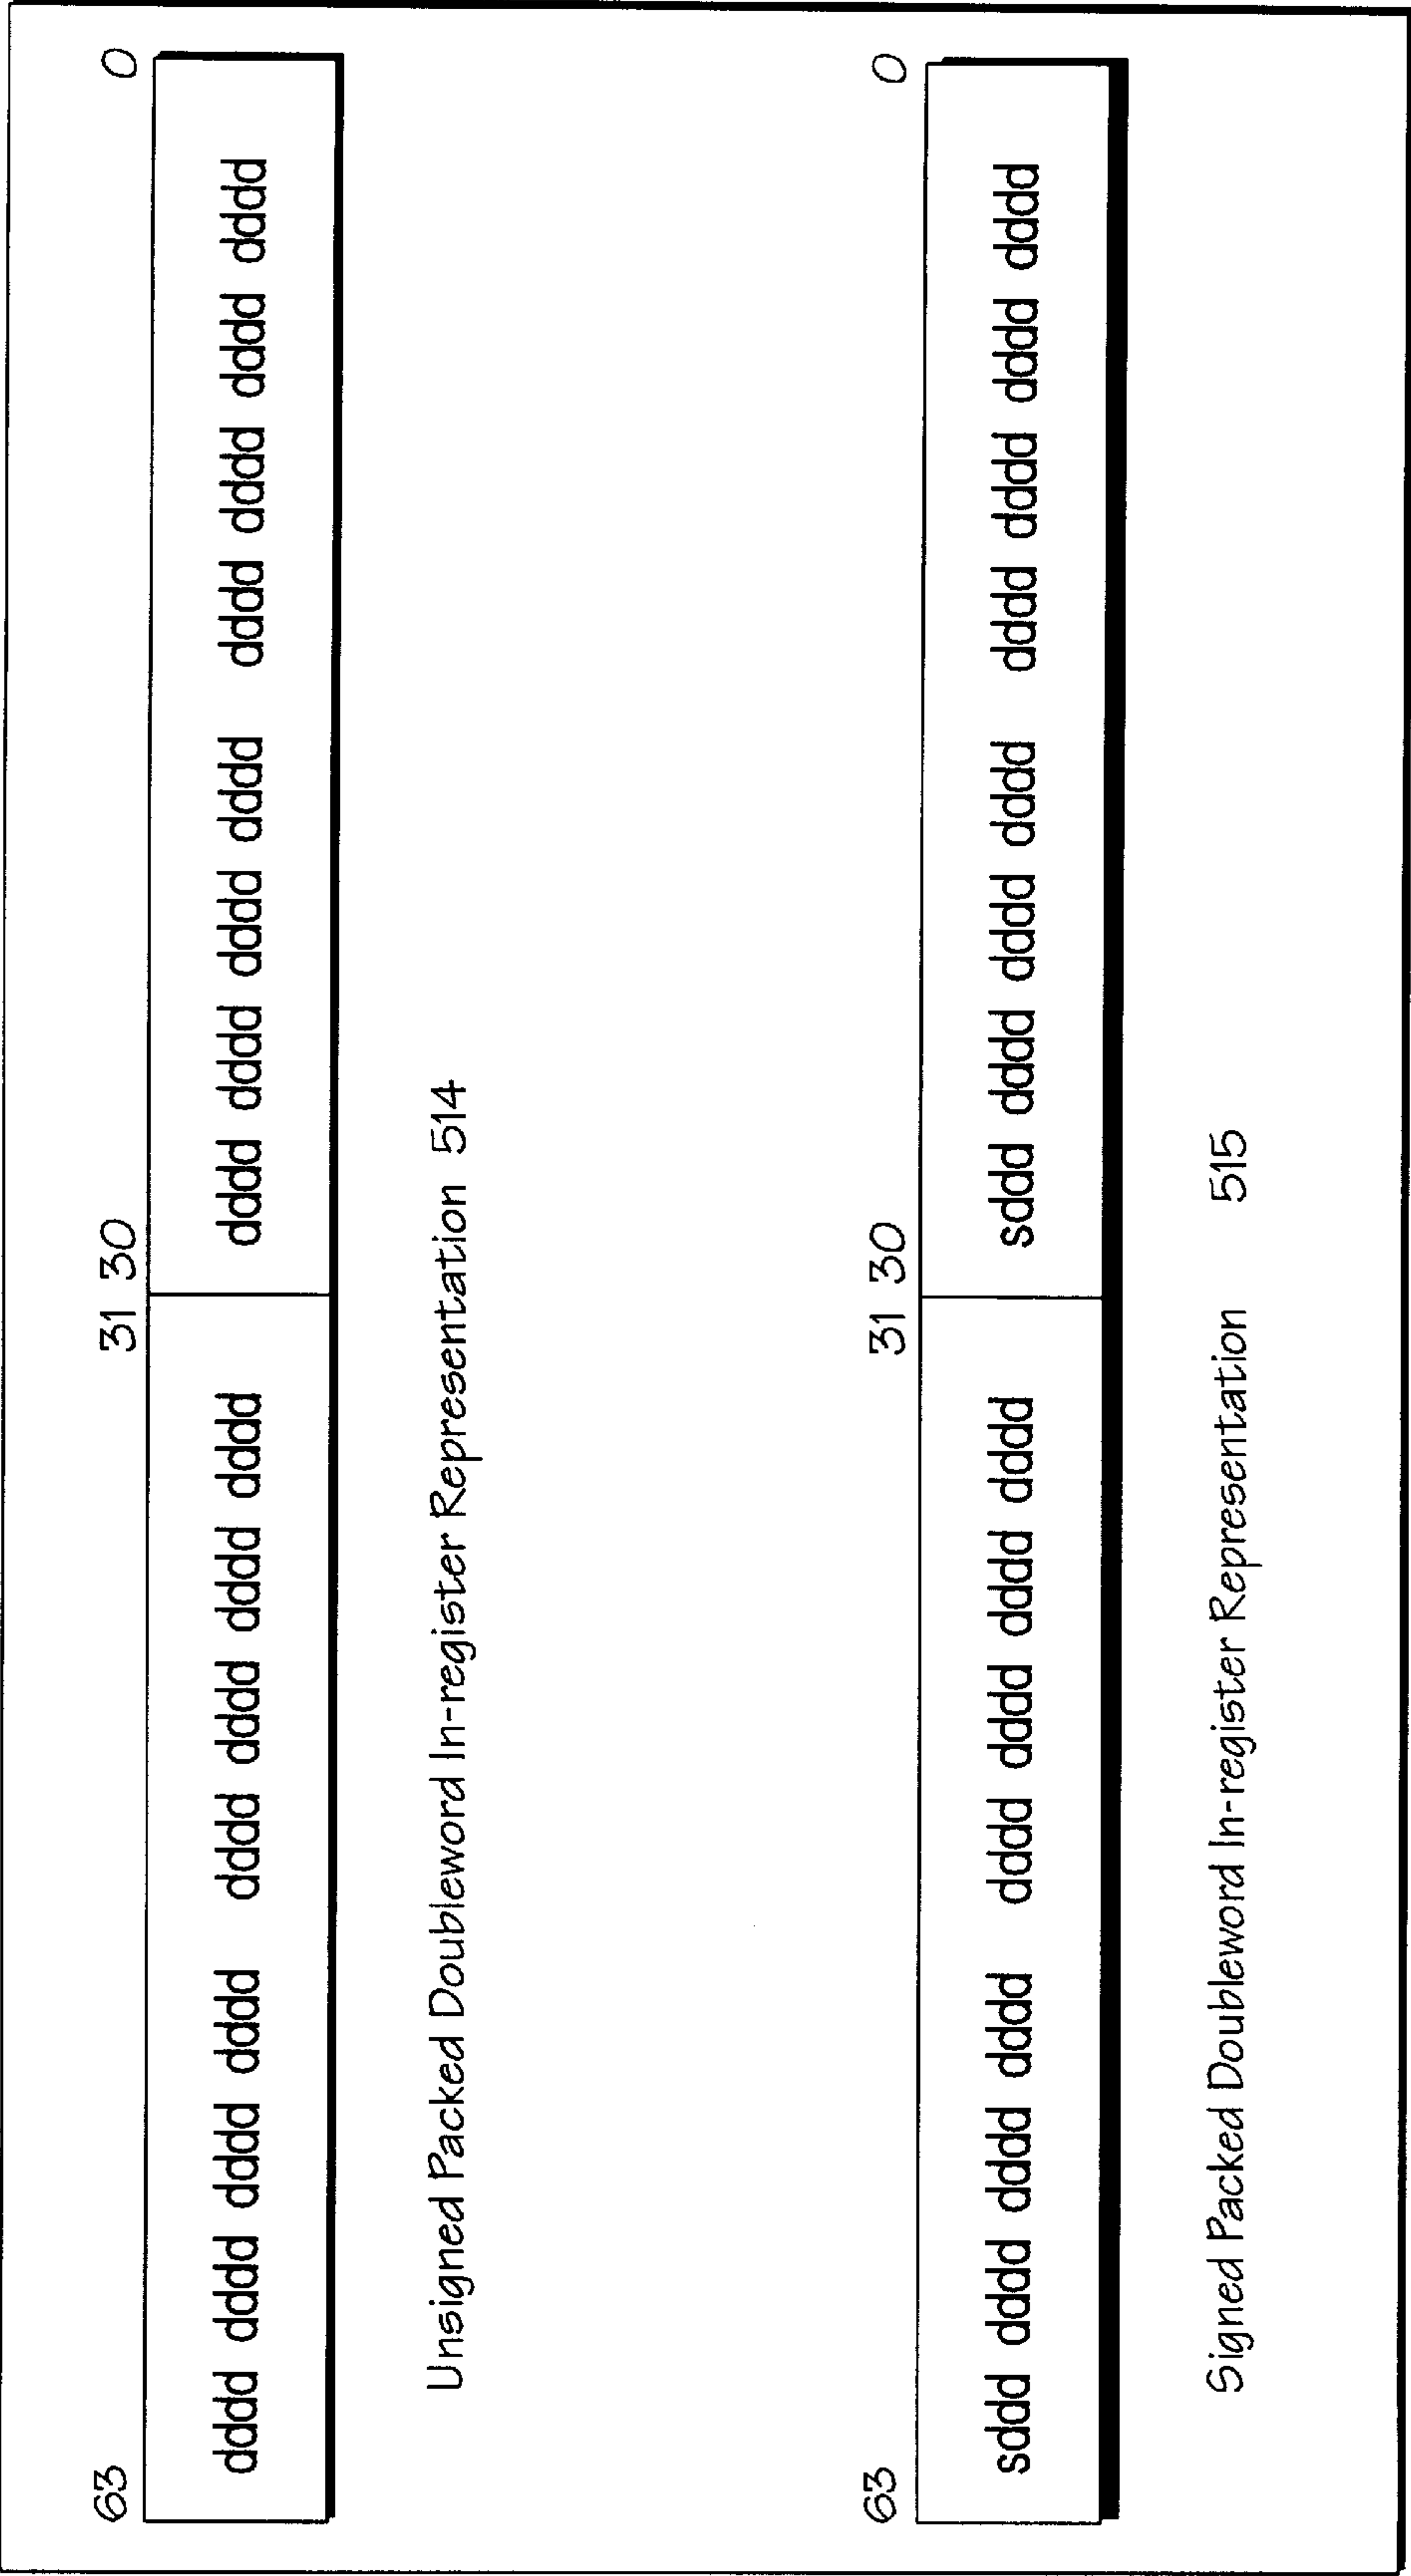 63 31 30 0
dddd dddd dddd dddd dddd dddd dddd dddd dddd dddd dddd dddd dddd dddd dddd dddd
Unsigned Packed Doubleword In-register Representation 514
63 31 30 0
sddd dddd dddd dddd dddd dddd dddd dddd sddd dddd dddd dddd dddd dddd dddd dddd
Signed Packed Doubleword In-register Representation 515